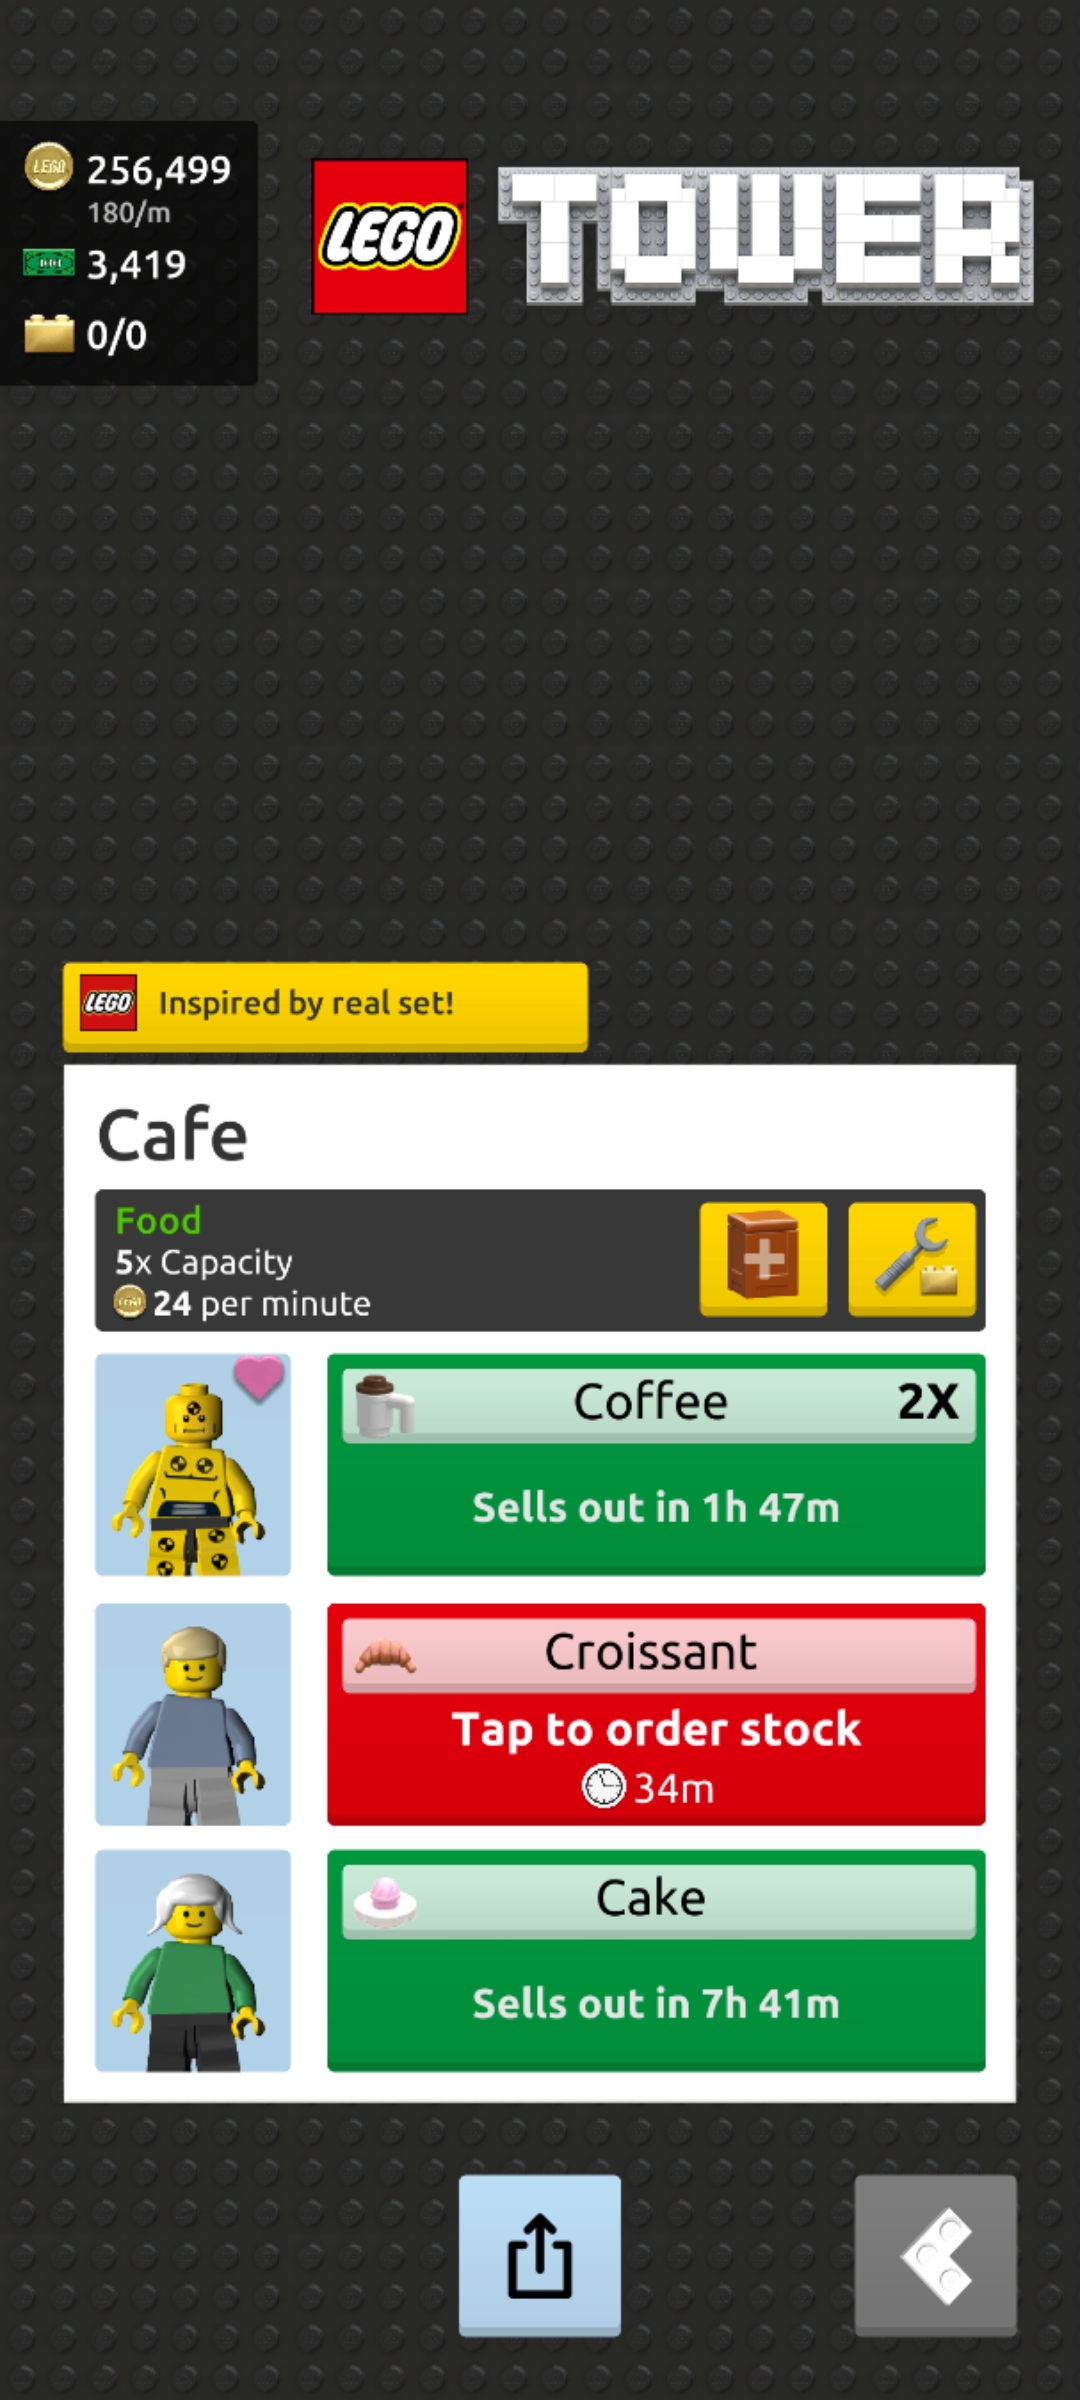 256,499
180/m
3,419
0/0
LEGO TOWER
LEGO Inspired by real set!
Cafe
Food
5x Capacity
24 per minute
Coffee 2X
Sells out in 1h 47m
Croissant
Tap to order stock
34m
Cake
Sells out in 7h 41m